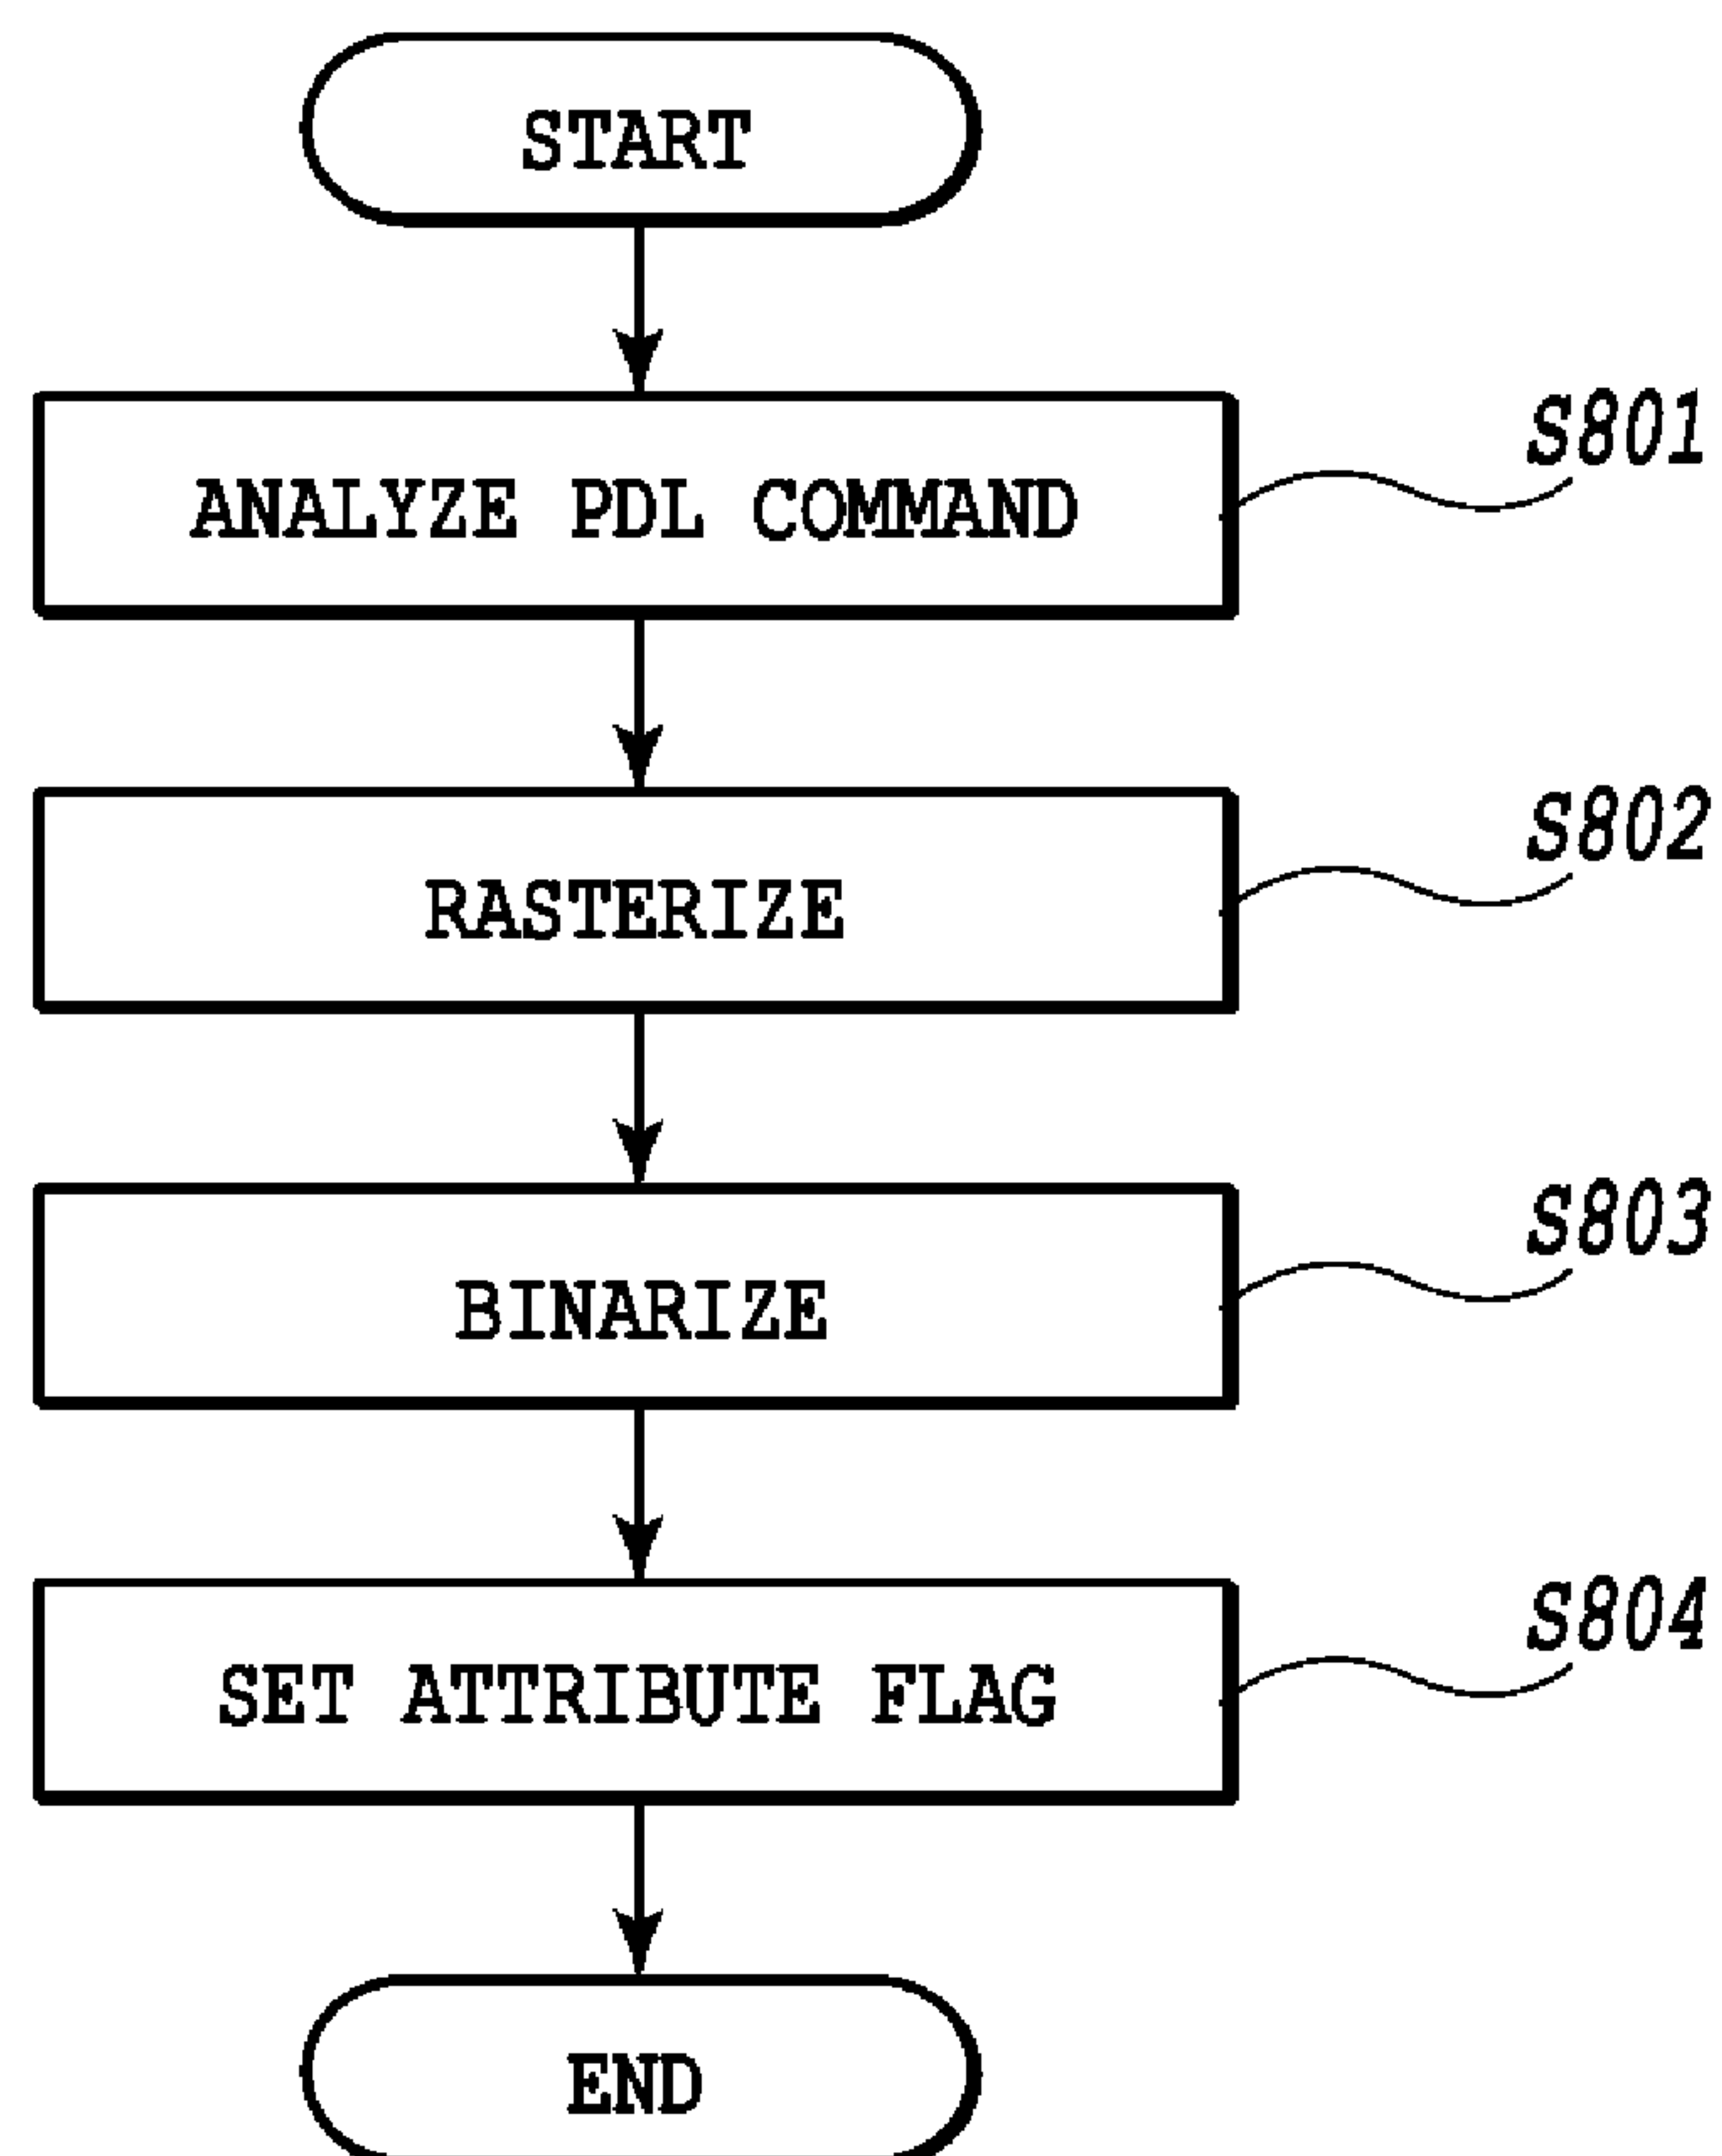 START
ANALYZE PDL COMMAND
S801
RASTERIZE
S802
BINARIZE
S803
SET ATTRIBUTE FLAG
S804
END